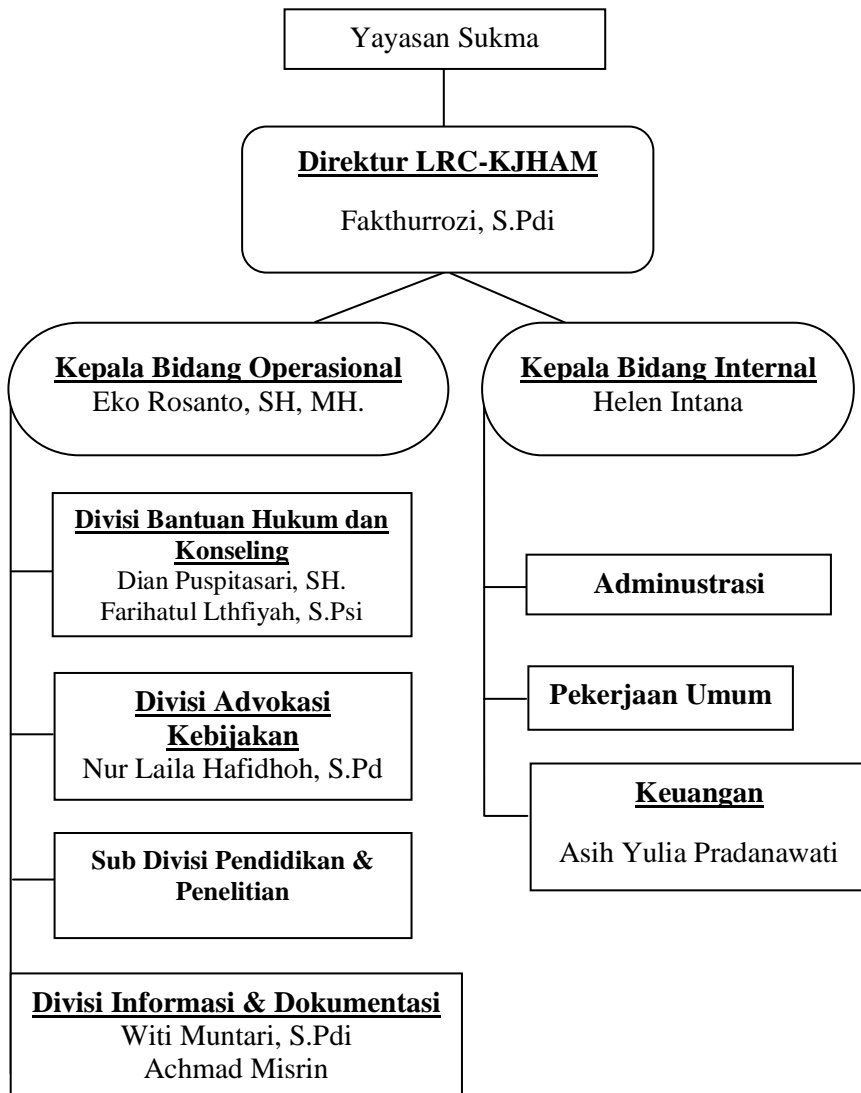 Yayasan Sukma
Direktur LRC-KJHAM
Fakthurrozi, S.Pdi
Kepala Bidang Operasional
Eko Rosanto, SH, MH.
Kepala Bidang Internal
Helen Intana
Divisi Bantuan Hukum dan
Konseling
Dian Puspitasari, SH.
Farihatul Lthfiyah, S.Psi
Divisi Advokasi
Kebijakan
Nur Laila Hafidhoh, S.Pd
Sub Divisi Pendidikan &
Penelitian
Divisi Informasi & Dokumentasi
Witi Muntari, S.Pdi
Achmad Misrin
Adminustrasi
Pekerjaan Umum
Keuangan
Asih Yulia Pradanawati